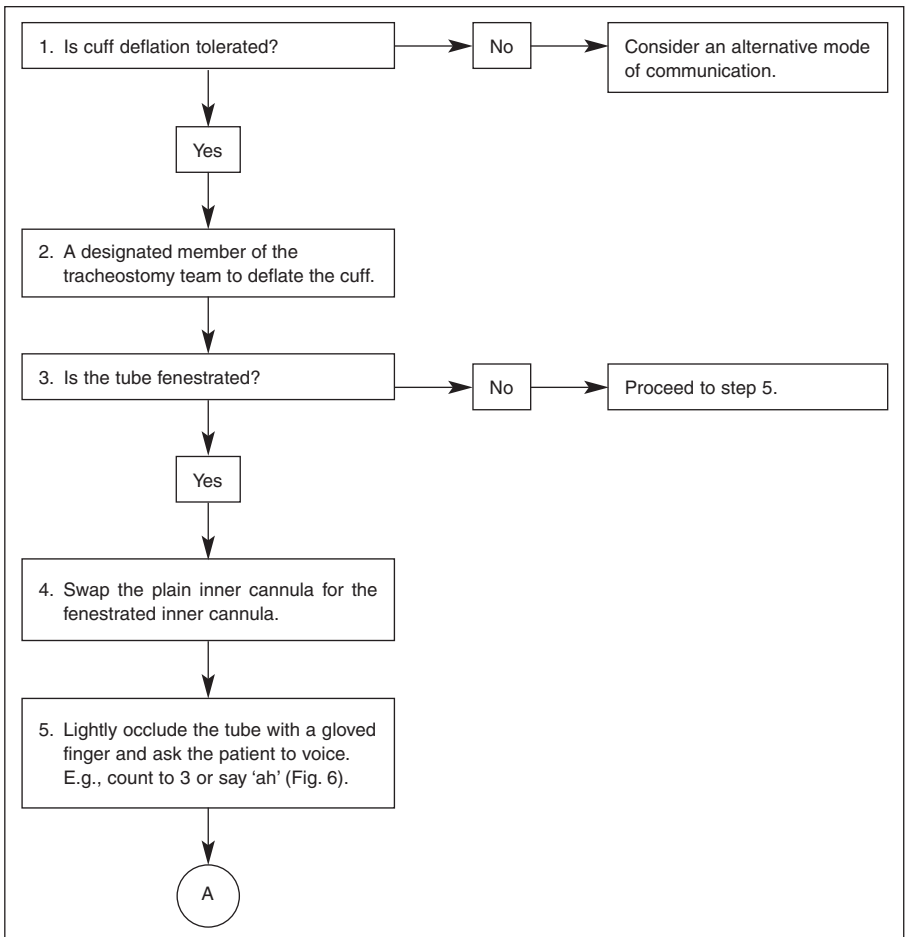 1. Is cuff deflation tolerated?
No
Consider an alternative mode
of communication.
Yes
2. A designated member of the
tracheostomy team to deflate the cuff.
3. Is the tube fenestrated?
No
Proceed to step 5.
Yes
4. Swap the plain inner cannula for the
fenestrated inner cannula.
5. Lightly occlude the tube with a gloved
finger and ask the patient to voice.
E.g., count to 3 or say ‘ah’ (Fig. 6).
A